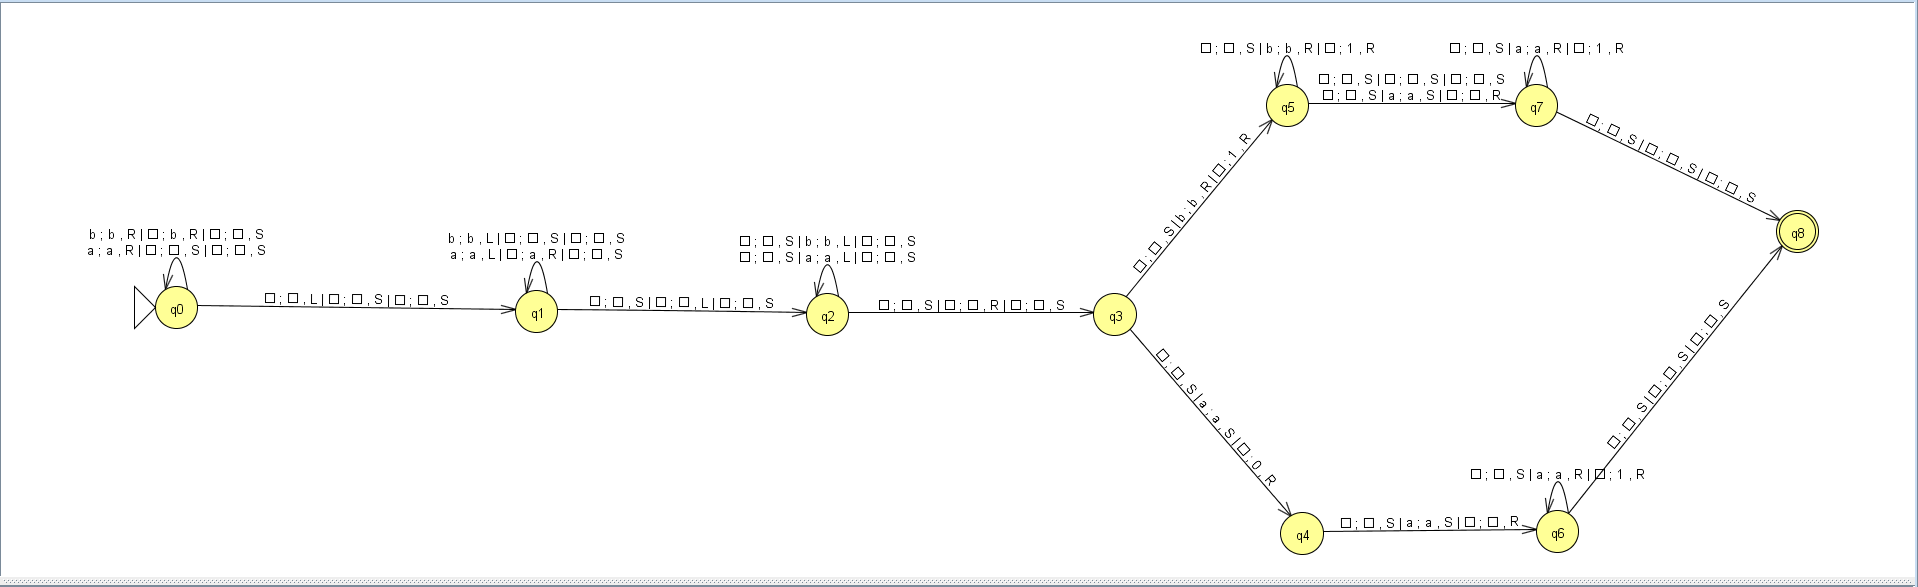 □ ; □ , S | b ; b , R | □ ; 1 , R
□ ; □ , S | a ; a , R | □ ; 1 , R
□ ; □ , S | □ ; □ , S | □ ; □ , S
□ ; □ , S | a ; a , S | □ ; □ , R
q5
q7
□ ; □ , S | □ ; □ , S | □ ; □ , S
□ ; □ , S | b ; b , R | □ ; 1 , R
b ; b , R | □ ; b , R | □ ; □ , S
a ; a , R | □ ; □ , S | □ ; □ , S
b ; b , L | □ ; □ , S | □ ; □ , S
a ; a , L | □ ; a , R | □ ; □ , S
□ ; □ , S | b ; b , L | □ ; □ , S
□ ; □ , S | a ; a , L | □ ; □ , S
q8
q0
□ ; □ , L | □ ; □ , S | □ ; □ , S
q1
□ ; □ , S | □ ; □ , L | □ ; □ , S
q2
□ ; □ , S | □ ; □ , R | □ ; □ , S
q3
□ ; □ , S | a ; a , S | □ ; 0 , R
□ ; □ , S | □ ; □ , S | □ ; □ , S
□ ; □ , S | a ; a , R | □ ; 1 , R
q4
□ ; □ , S | a ; a , S | □ ; □ , R
q6